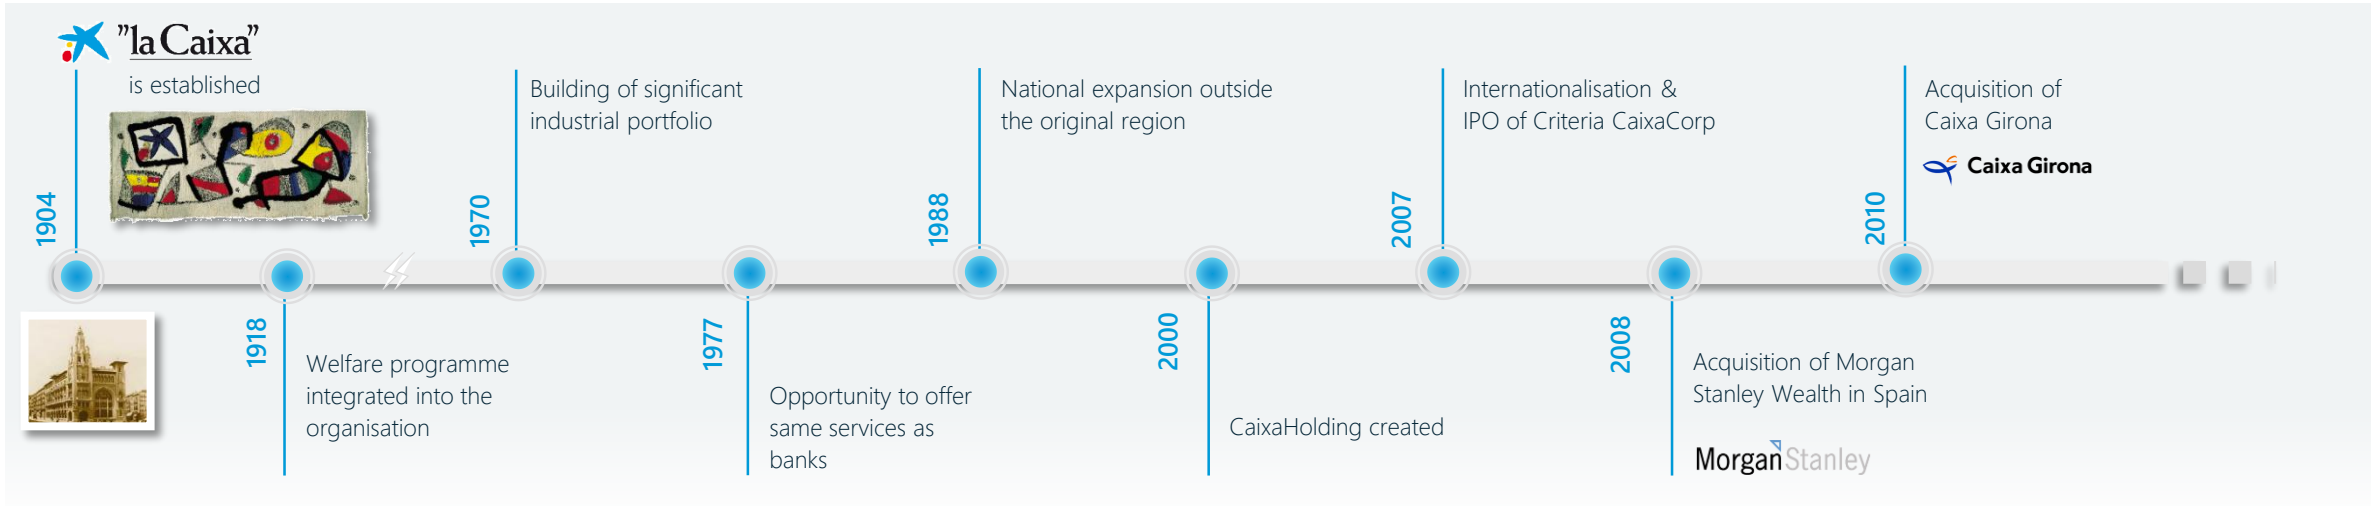 "la Caixa"
is established
1904
1918
Welfare programme
integrated into the
organisation
1970
Building of significant
industrial portfolio
1977
Opportunity to offer
same services as
banks
1988
National expansion outside
the original region
2000
CaixaHolding created
2007
Internationalisation &
IPO of Criteria CaixaCorp
2008
Acquisition of Morgan
Stanley Wealth in Spain
Morgan Stanley
2010
Acquisition of
Caixa Girona
Caixa Girona